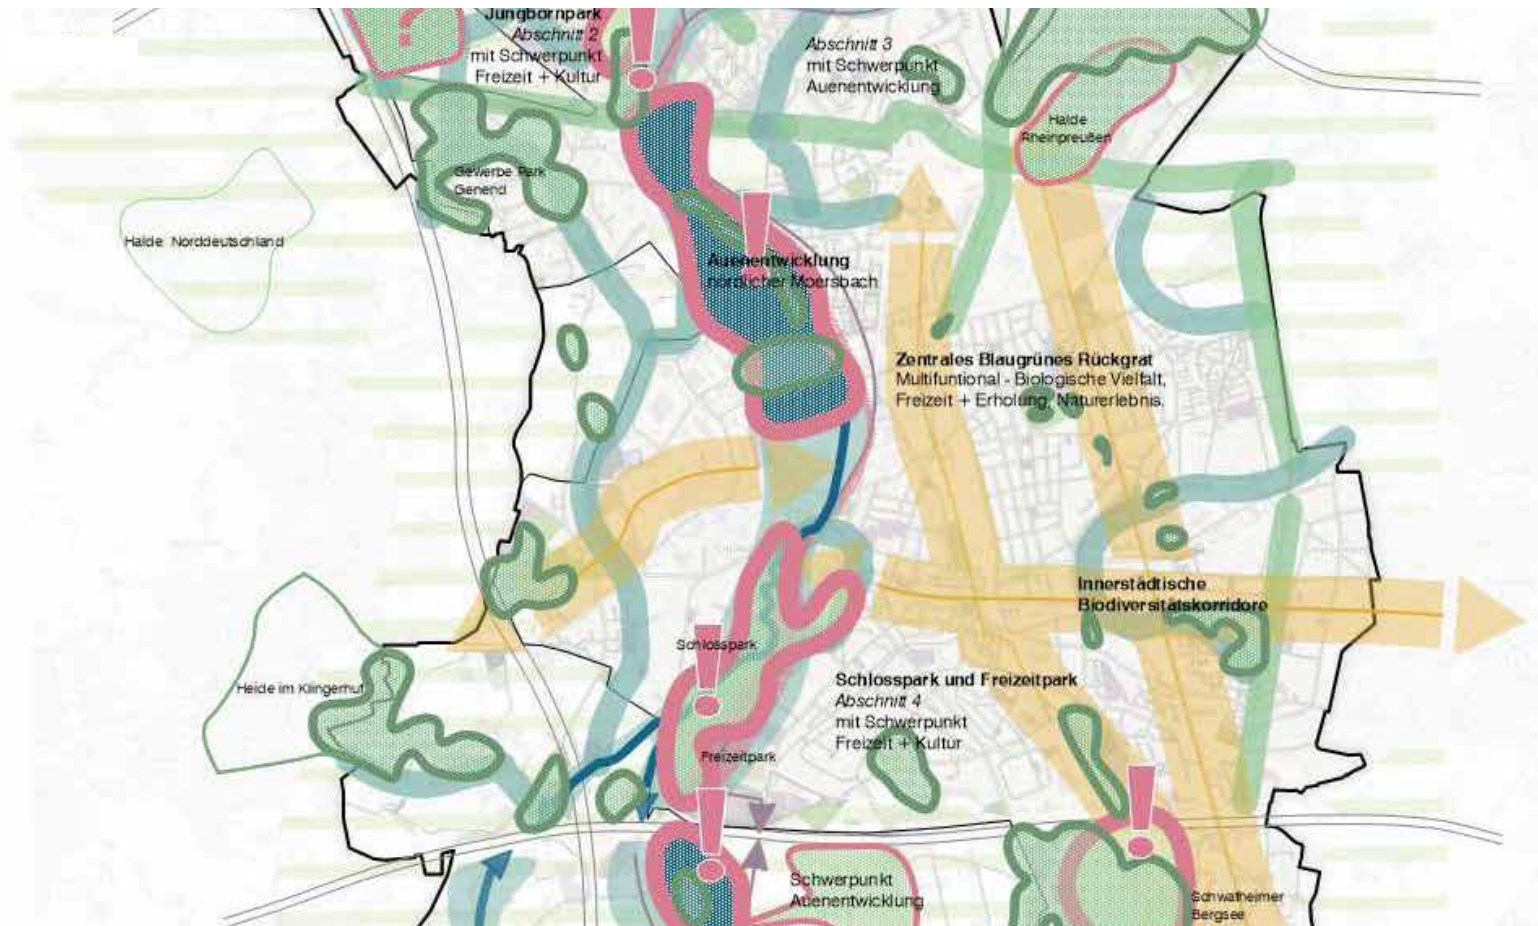 Jungbornpark
Abschnitt 2
mit Schwerpunkt
Freizeit + Kultur
Abschnitt 3
mit Schwerpunkt
Auenentwicklung
Halde
Rheinpreußen
Gewerbe Park
Genend
Halde Norddeutschland
Auenentwicklung
nördlicher Moersbach
Zentrales Blaugrünes Rückgrat
Multifuntional - Biologische Vielfalt,
Freizeit + Erholung, Naturerlebnis.
Innerstädtische
Biodiversitätskorridore
Schlosspark
Heide im Klingerhuf
Schlosspark und Freizeitpark
Abschnitt 4
mit Schwerpunkt
Freizeit + Kultur
Freizeitpark
Schwerpunkt
Auenentwicklung
Schwafheimer
Bergsee